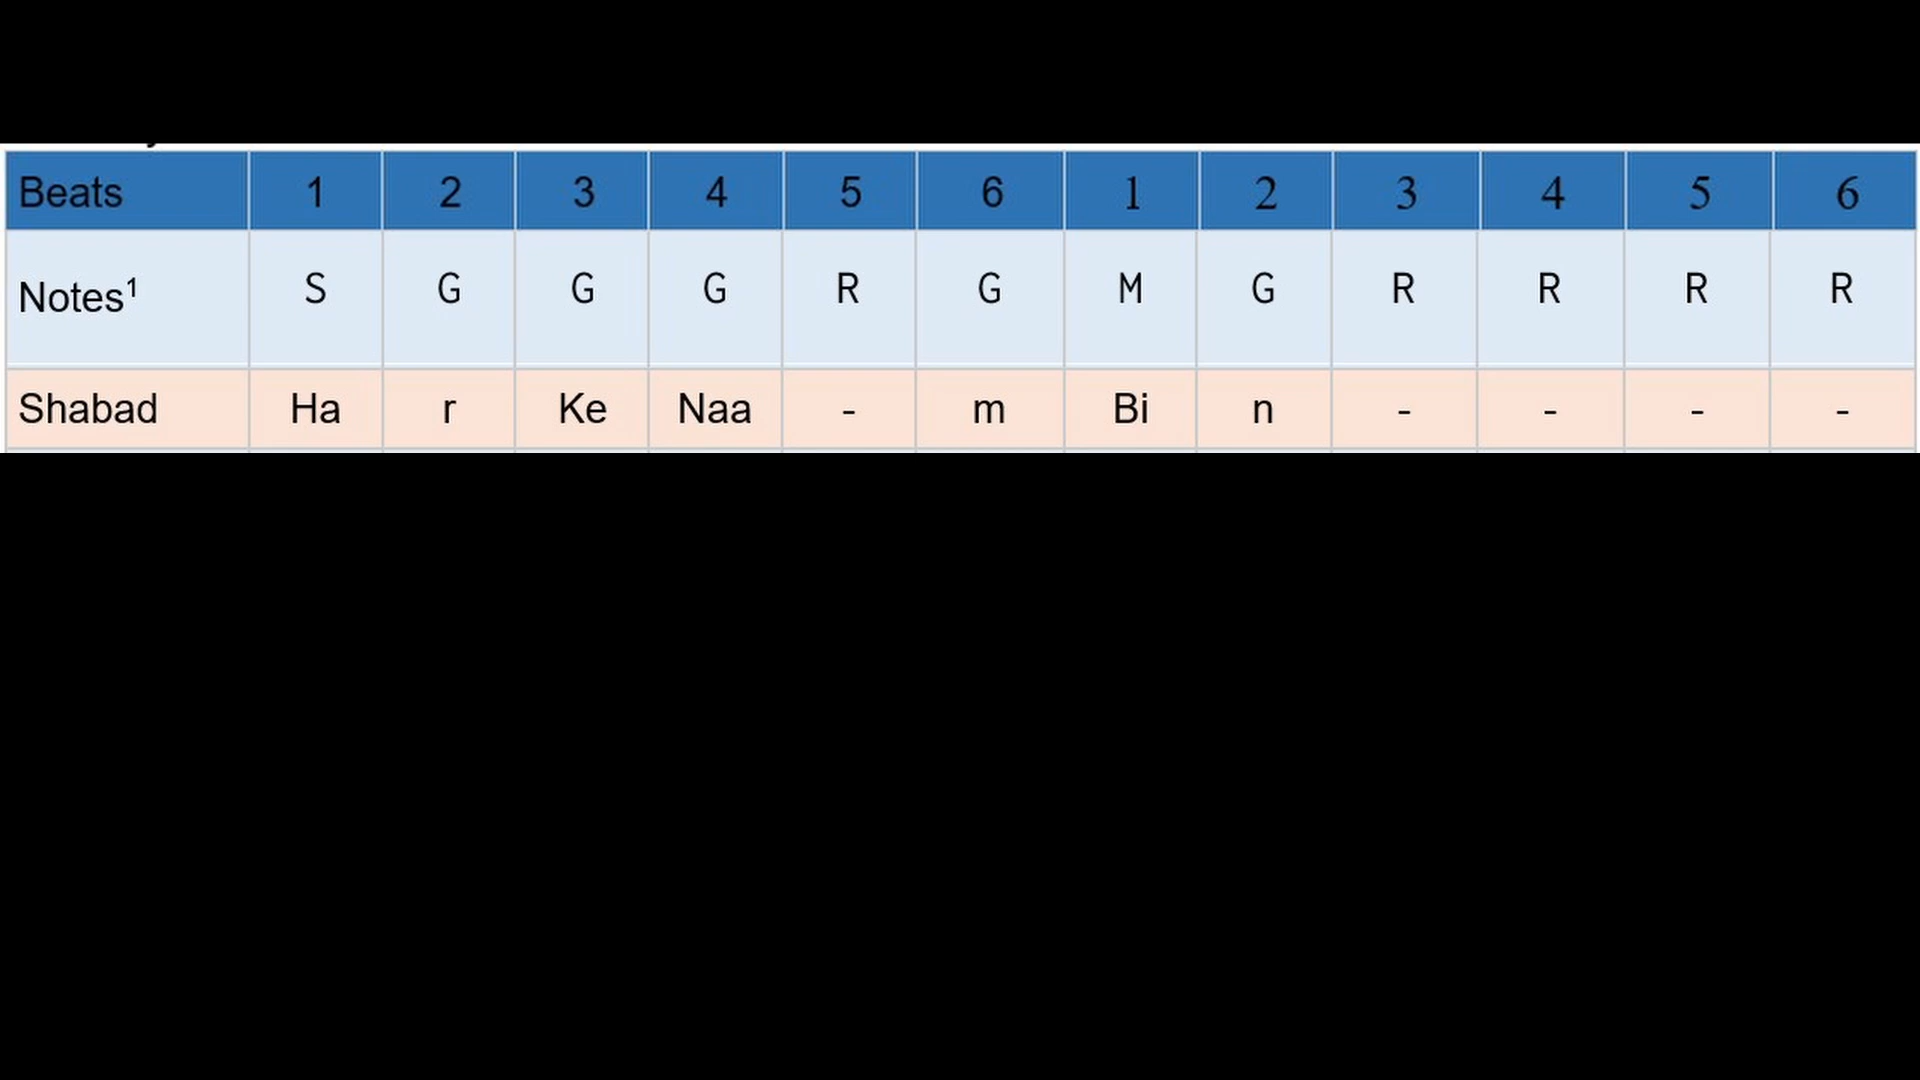 Beats 1 2 3 4 5 6 1 2 3 4 5 6
Notes¹ S G G G R G M G R R R R
Shabad Ha r Ke Naa - m Bi n - - - -